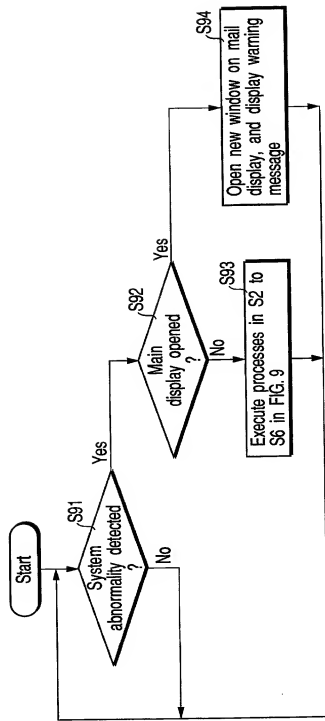 Start
S91
System
abnormality detected
?
Yes
No
S92
Main
display opened
?
Yes
No
S93
Execute processes in S2 to
S6 in FIG. 9
S94
Open new window on mail
display, and display warning
message